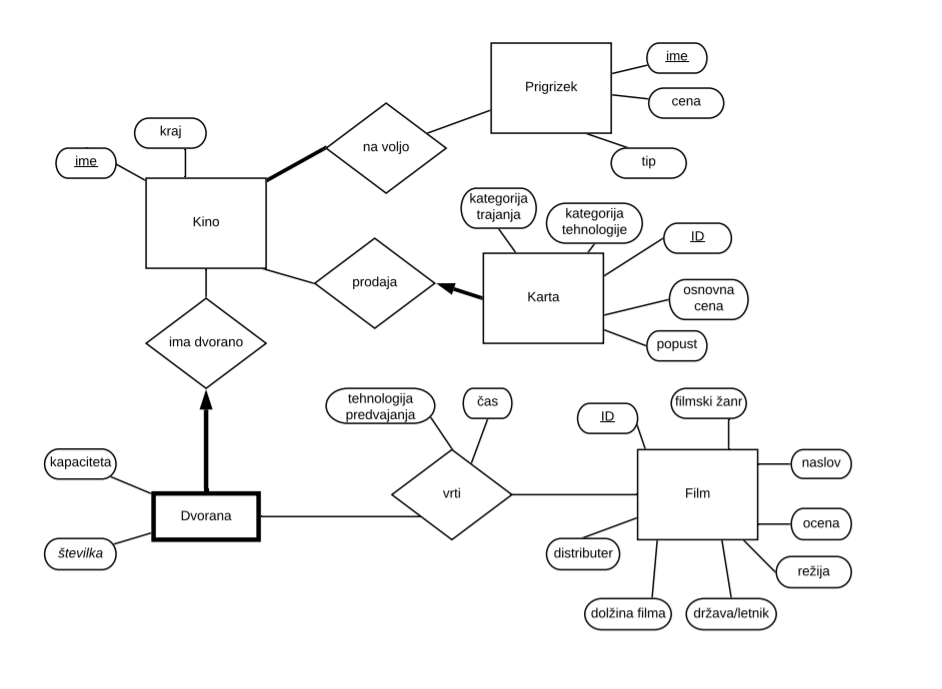 Prigrizek
ime
cena
tip
na voljo
kraj
ime
Kino
kategorija
trajanja
kategorija
tehnologije
ID
osnovna
cena
popust
Karta
prodaja
ima dvorano
tehnologija
predvajanja
čas
ID
filmski žanr
kapaciteta
Dvorana
številka
vrti
Film
naslov
ocena
režija
distributer
dolžina filma
država/letnik